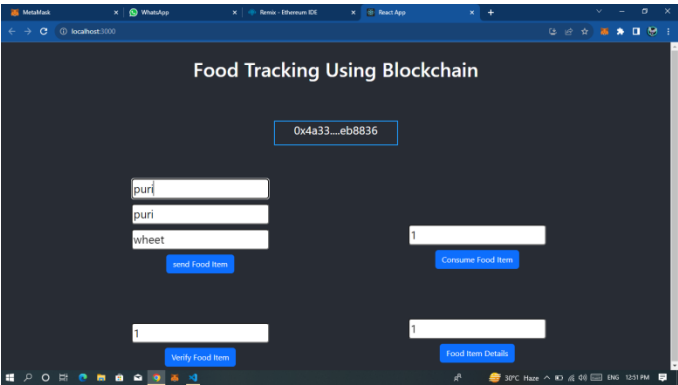 MetaMask
WhatsApp
Remix - Ethereum IDE
React App
localhost:3000
Food Tracking Using Blockchain
0x4a33....eb8836
puri
puri
wheet
send Food Item
1
Consume Food Item
1
Verify Food Item
1
Food Item Details
30°C Haze
ENG
12:51 PM